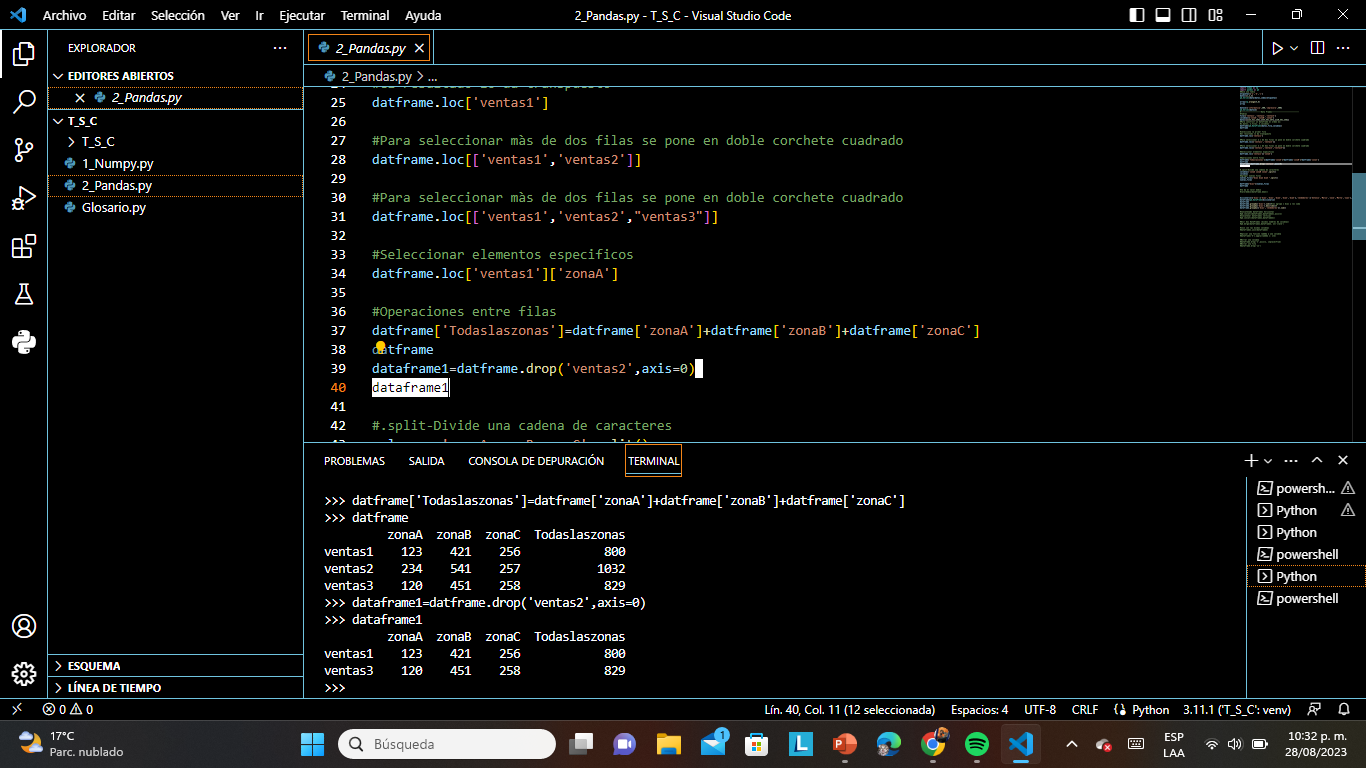 Archivo Editar Selección Ver Ir Ejecutar Terminal Ayuda
2_Pandas.py - T_S_C - Visual Studio Code
EXPLORADOR
EDITORES ABIERTOS
2_Pandas.py
T_S_C
T_S_C
1_Numpy.py
2_Pandas.py
Glosario.py
ESQUEMA
LÍNEA DE TIEMPO
2_Pandas.py
2_Pandas.py > ...
25 datframe.loc['ventas1']
26
27 #Para seleccionar màs de dos filas se pone en doble corchete cuadrado
28 datframe.loc[['ventas1','ventas2']]
29
30 #Para seleccionar màs de dos filas se pone en doble corchete cuadrado
31 datframe.loc[['ventas1','ventas2',"ventas3"]]
32
33 #Seleccionar elementos especificos
34 datframe.loc['ventas1']['zonaA']
35
36 #Operaciones entre filas
37 datframe['Todaslaszonas']=datframe['zonaA']+datframe['zonaB']+datframe['zonaC']
38 datframe
39 dataframe1=datframe.drop('ventas2',axis=0)
40 dataframe1
41
42 #.split-Divide una cadena de caracteres
PROBLEMAS SALIDA CONSOLA DE DEPURACIÓN TERMINAL
>>> datframe['Todaslaszonas']=datframe['zonaA']+datframe['zonaB']+datframe['zonaC']
>>> datframe
zonaA zonaB zonaC Todaslaszonas
ventas1 123 421 256 800
ventas2 234 541 257 1032
ventas3 120 451 258 829
>>> dataframe1=datframe.drop('ventas2',axis=0)
>>> dataframe1
zonaA zonaB zonaC Todaslaszonas
ventas1 123 421 256 800
ventas3 120 451 258 829
>>>
powersh...
Python
Python
powershell
Python
powershell
0 0
Lín. 40, Col. 11 (12 seleccionada) Espacios: 4 UTF-8 CRLF Python 3.11.1 ('T_S_C': venv)
17°C
Parc. nublado
Búsqueda
1
L
P
ESP
LAA
10:32 p. m.
28/08/2023